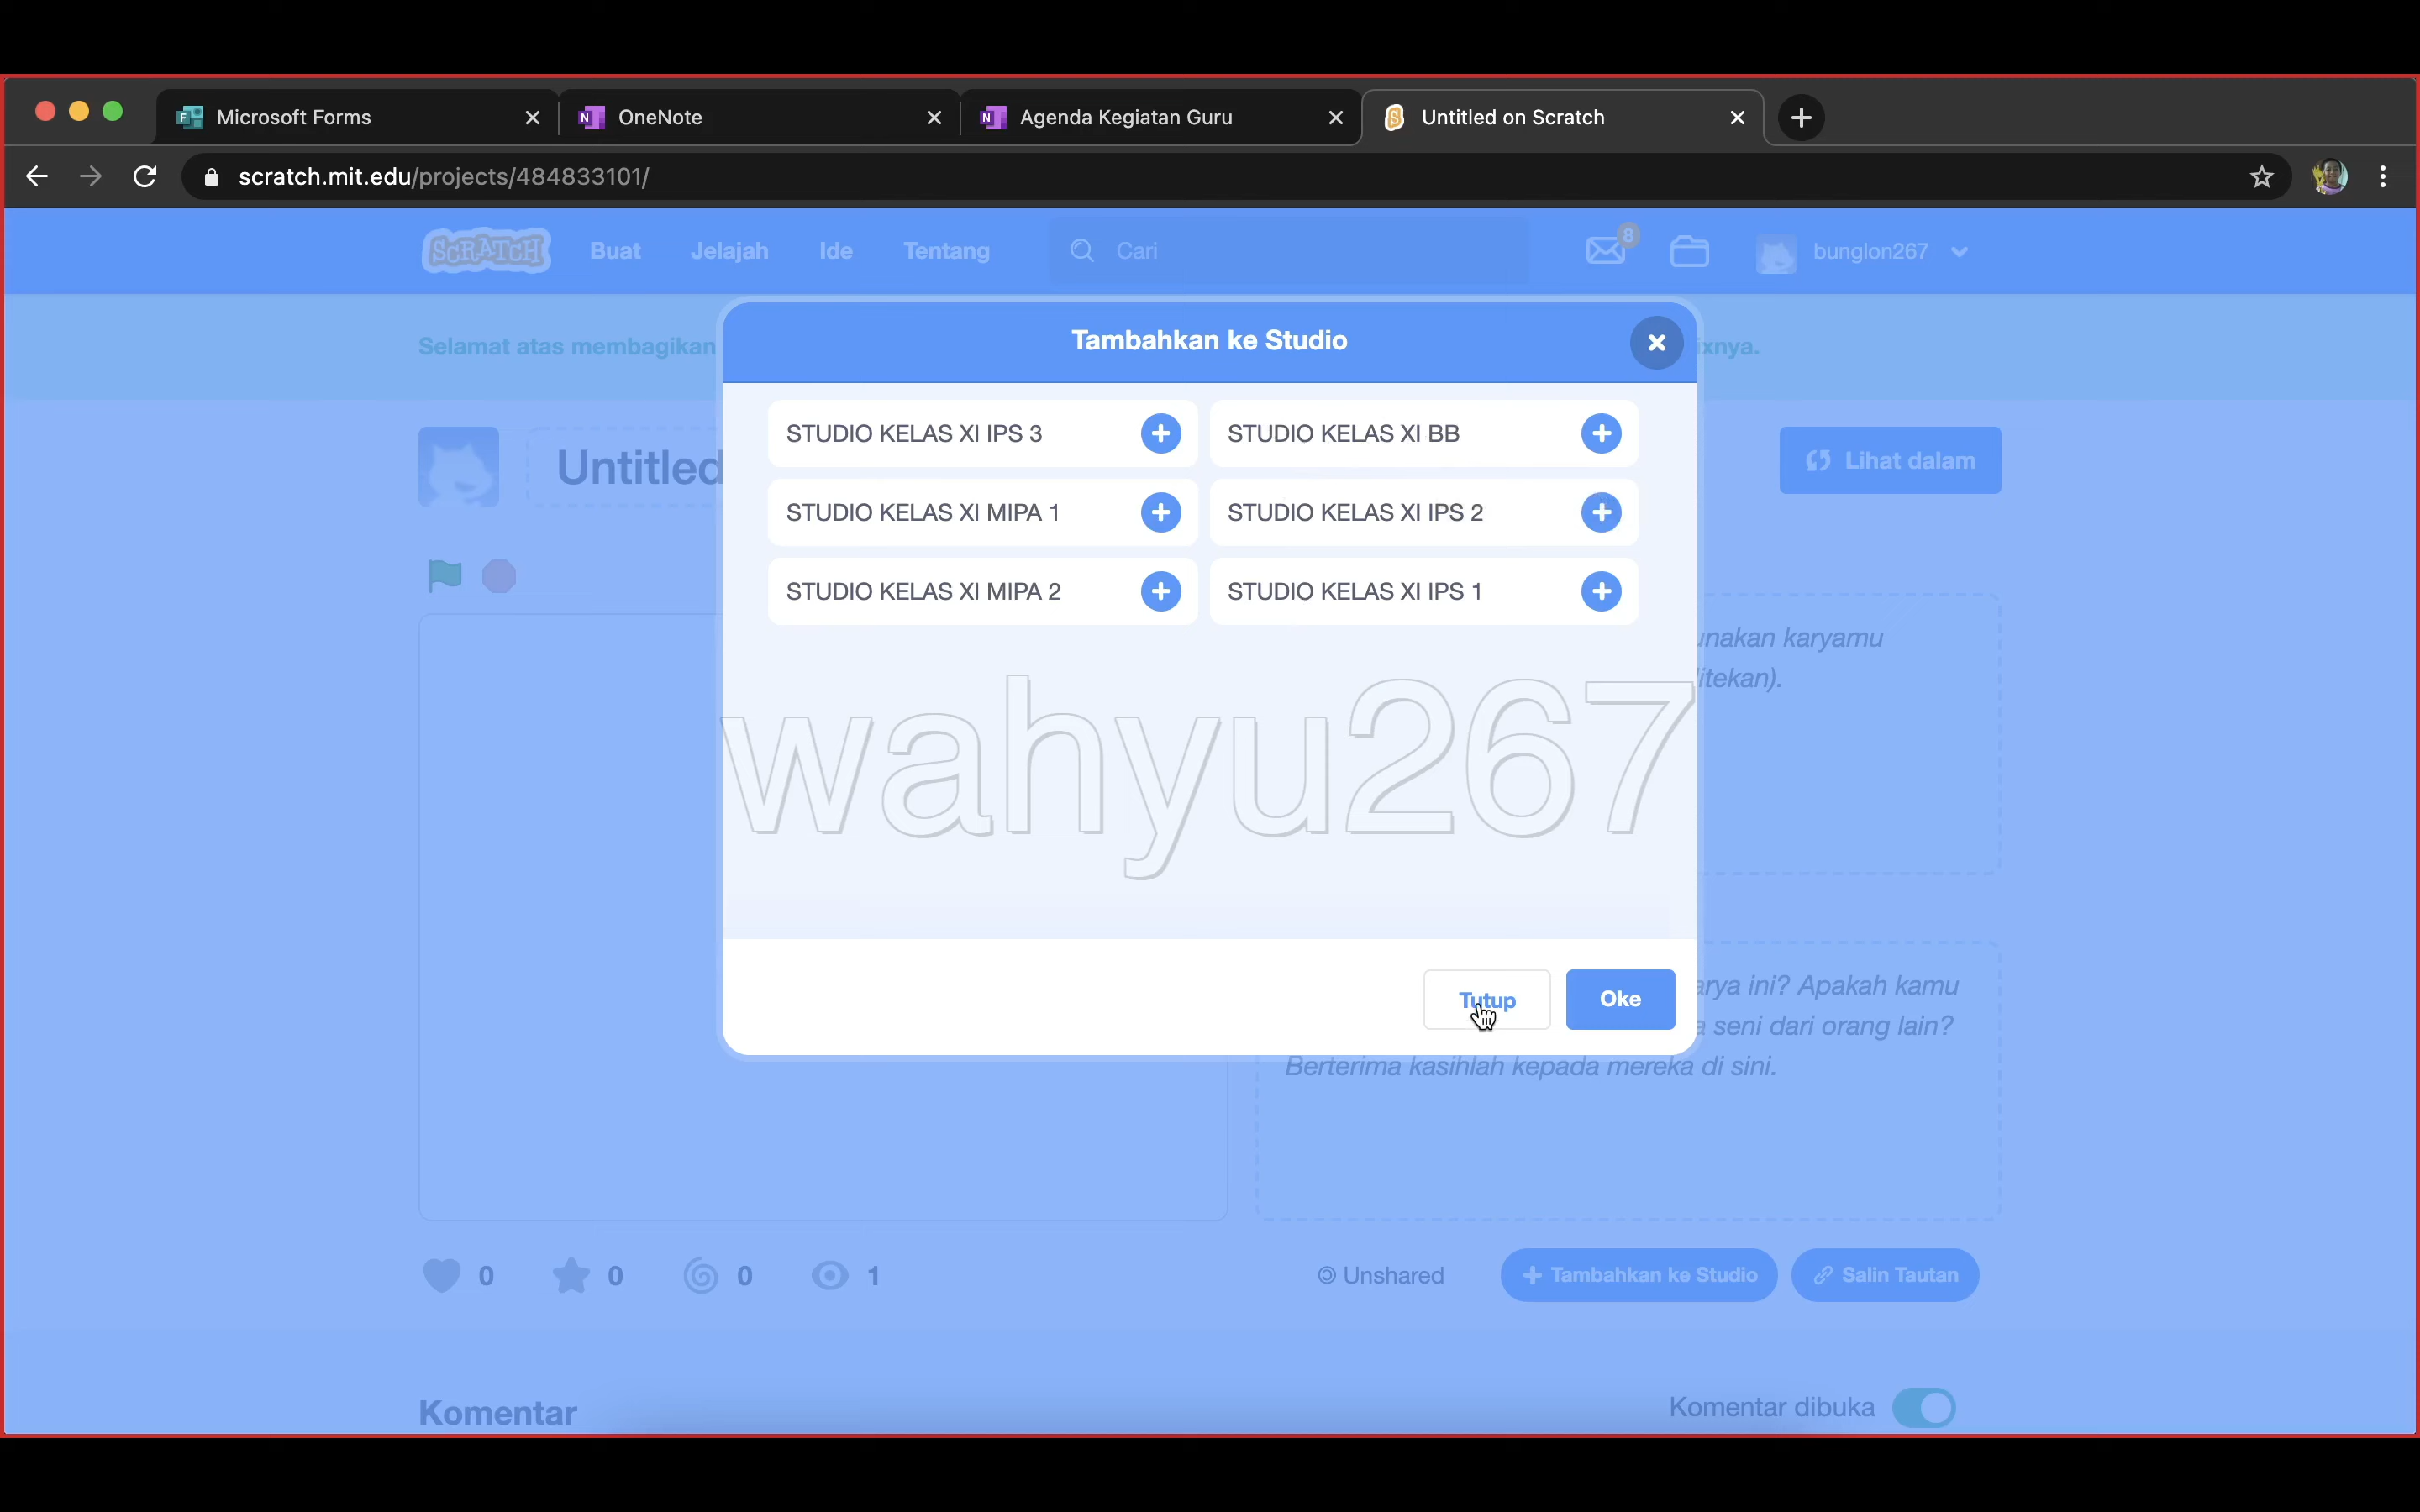 Microsoft Forms
OneNote
Agenda Kegiatan Guru
Untitled on Scratch
scratch.mit.edu/projects/484833101/
SCRATCH
Buat
Jelajah
Ide
Tentang
Cari
8
bunglon267
Selamat atas membagikan
ixnya.
Tambahkan ke Studio
Untitled
Lihat dalam
STUDIO KELAS XI IPS 3
STUDIO KELAS XI BB
STUDIO KELAS XI MIPA 1
STUDIO KELAS XI IPS 2
STUDIO KELAS XI MIPA 2
STUDIO KELAS XI IPS 1
unakan karyamu
litekan).
wahyu267
Tutup
Oke
arya ini? Apakah kamu
a seni dari orang lain?
Berterima kasihlah kepada mereka di sini.
0
0
0
1
Unshared
Tambahkan ke Studio
Salin Tautan
Komentar
Komentar dibuka